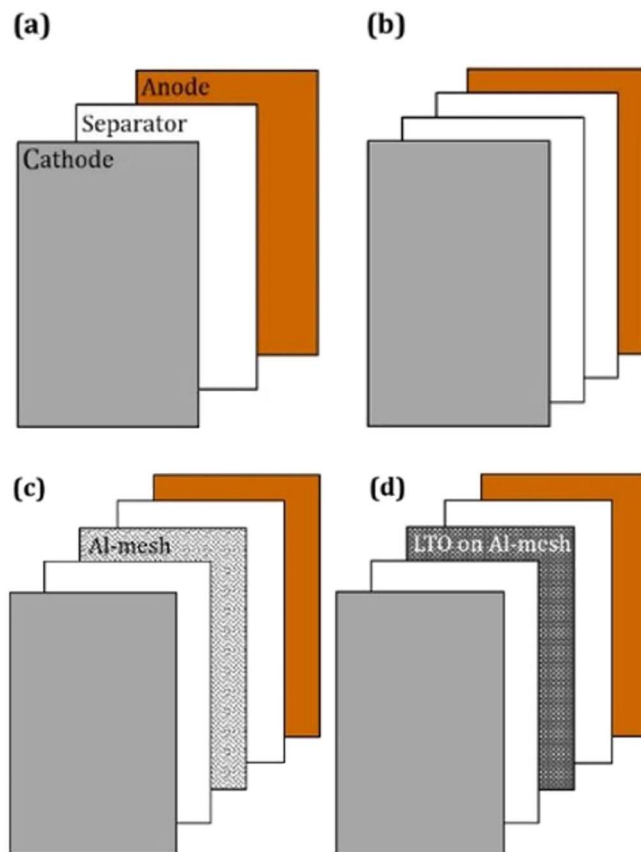 (a)
Anode
Separator
Cathode
(b)
(c)
Al-mesh
(d)
LTO on Al-mesh